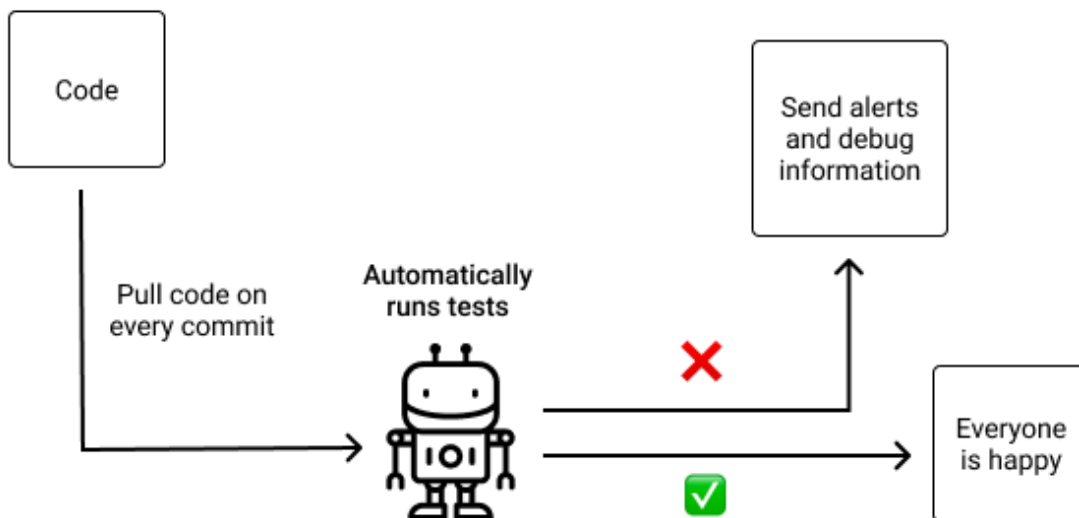 Code
Pull code on
every commit
Automatically
runs tests
Send alerts
and debug
information
Everyone
is happy